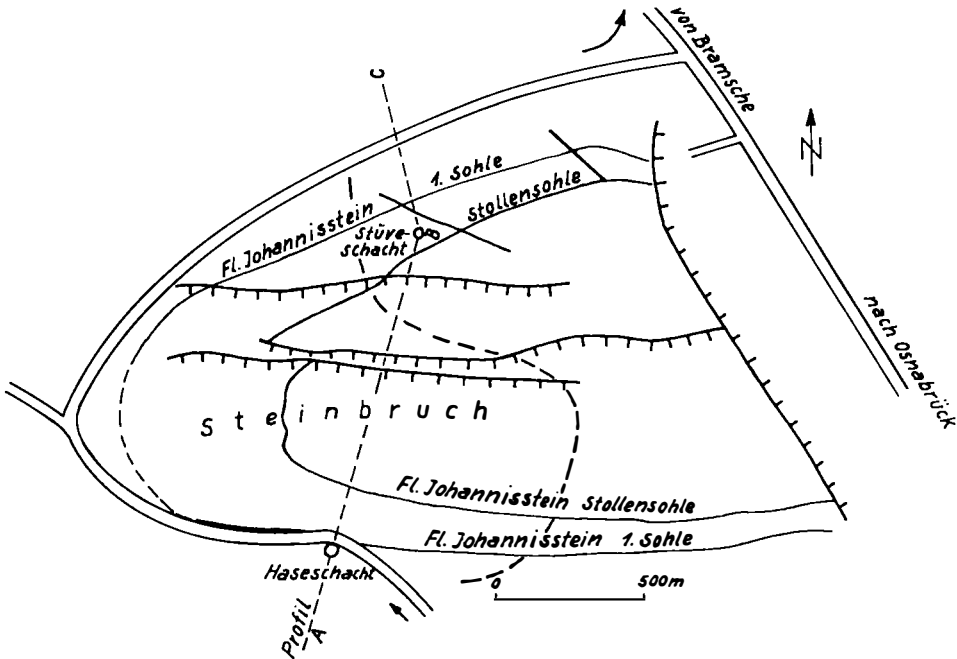 von Bramsche
C
N
1. Sohle
Stollensohle
Fl. Johannisstein
Stüve-
schacht
nach Osnabrück
Steinbruch
Fl. Johannisstein Stollensohle
Fl. Johannisstein 1. Sohle
Haseschacht
0 500m
Profil
A